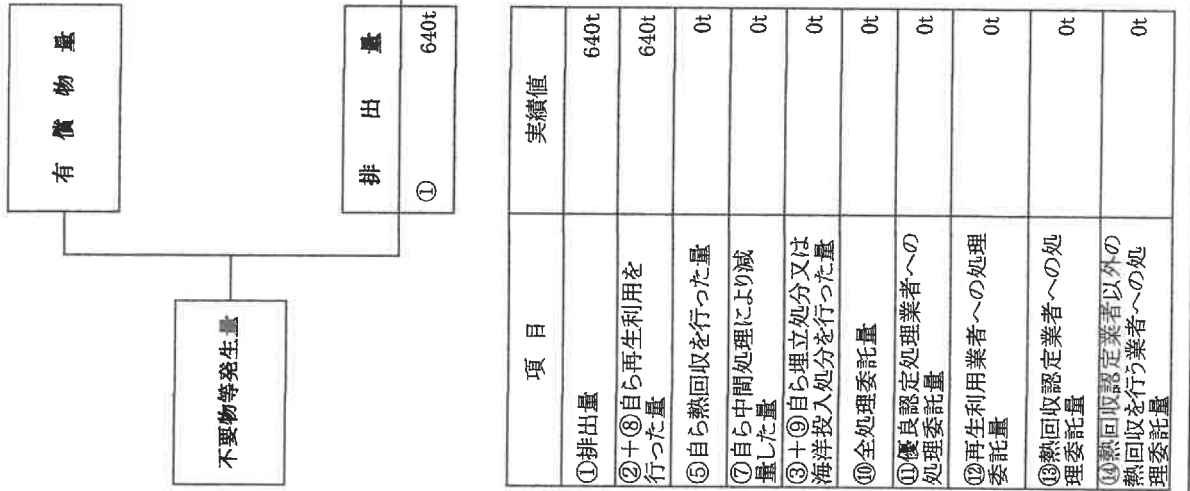 有償物量
不要物等発生量
排出量
① 640t
項目 実績値
①排出量 640t
②+⑧自ら再生利用を
行った量 640t
⑤自ら熱回収を行った量 0t
⑦自ら中間処理により減
量した量 0t
③+⑨自ら埋立処分又は
海洋投入処分を行った量 0t
⑩全処理委託量 0t
⑪優良認定処理業者への
処理委託量 0t
⑫再生利用業者への処理
委託量 0t
⑬熱回収認定業者への処
理委託量 0t
⑭熱回収認定業者以外の
熱回収を行う業者への処
理委託量 0t